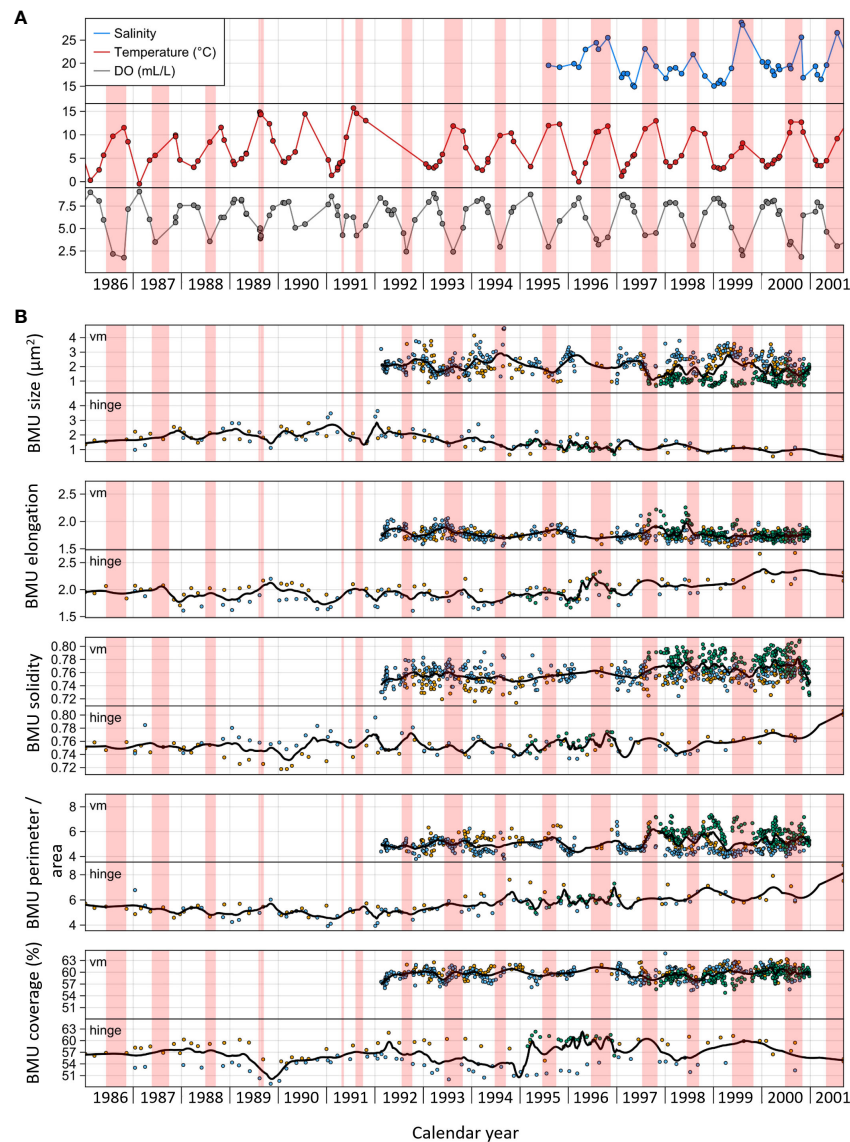 A
Salinity
Temperature (°C)
DO (mL/L)
25
20
15
15
10
5
0
7.5
5.0
2.5
1986 1987 1988 1989 1990 1991 1992 1993 1994 1995 1996 1997 1998 1999 2000 2001
B
BMU size (µm²)
vm
4
3
2
1
hinge
4
3
2
1
BMU elongation
vm
2.5
2.0
1.5
hinge
2.5
2.0
1.5
BMU solidity
vm
0.80
0.78
0.76
0.74
0.72
hinge
0.80
0.78
0.76
0.74
0.72
BMU perimeter /
area
vm
8
6
4
hinge
8
6
4
BMU coverage (%)
vm
63
60
57
54
51
hinge
63
60
57
54
51
1986 1987 1988 1989 1990 1991 1992 1993 1994 1995 1996 1997 1998 1999 2000 2001
Calendar year